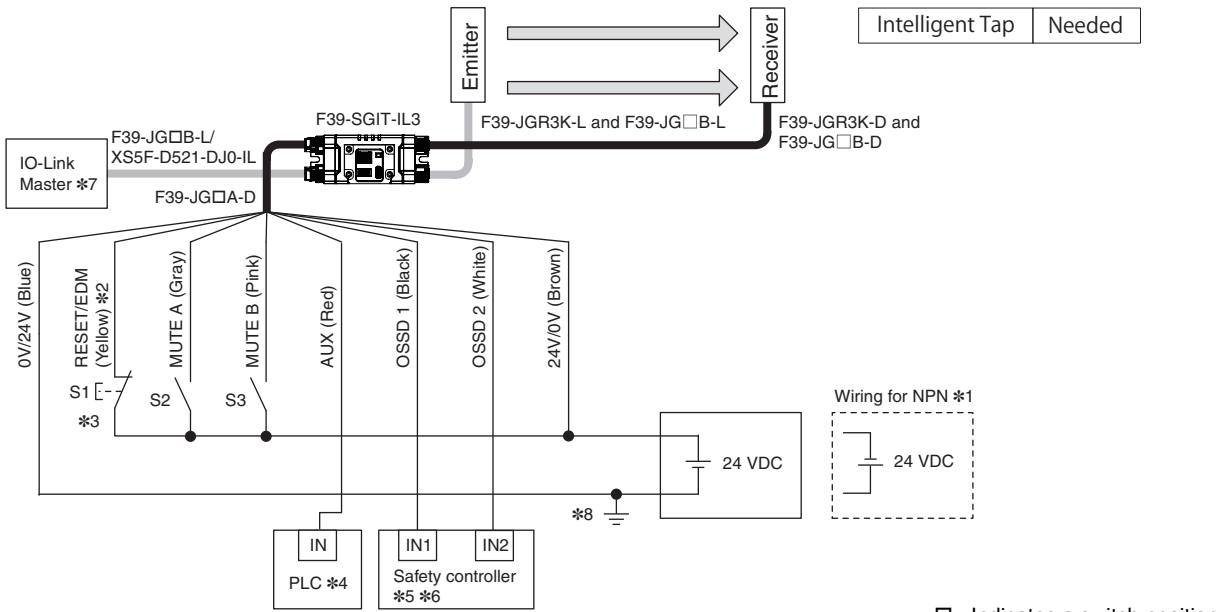 Emitter
Receiver
Intelligent Tap
Needed
F39-SGIT-IL3
F39-JGR3K-L and F39-JG□B-L
F39-JGR3K-D and
F39-JG□B-D
F39-JG□B-L/
XS5F-D521-DJ0-IL
IO-Link
Master *7
F39-JG□A-D
0V/24V (Blue)
RESET/EDM
(Yellow) *2
MUTE A (Gray)
MUTE B (Pink)
AUX (Red)
OSSD 1 (Black)
OSSD 2 (White)
24V/0V (Brown)
S1
*3
S2
S3
Wiring for NPN *1
24 VDC
24 VDC
*8
IN
PLC *4
IN1
IN2
Safety controller
*5 *6